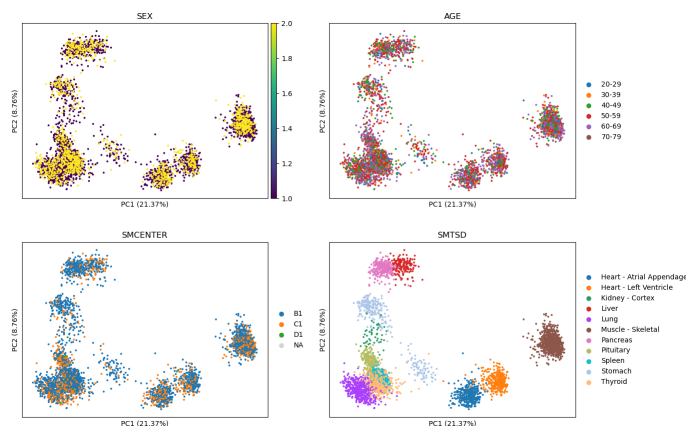 SEX
PC2 (8.76%)
PC1 (21.37%)
2.0
1.8
1.6
1.4
1.2
1.0
AGE
PC2 (8.76%)
PC1 (21.37%)
20-29
30-39
40-49
50-59
60-69
70-79
SMCENTER
PC2 (8.76%)
PC1 (21.37%)
B1
C1
D1
NA
SMTSD
PC2 (8.76%)
PC1 (21.37%)
Heart - Atrial Appendage
Heart - Left Ventricle
Kidney - Cortex
Liver
Lung
Muscle - Skeletal
Pancreas
Pituitary
Spleen
Stomach
Thyroid